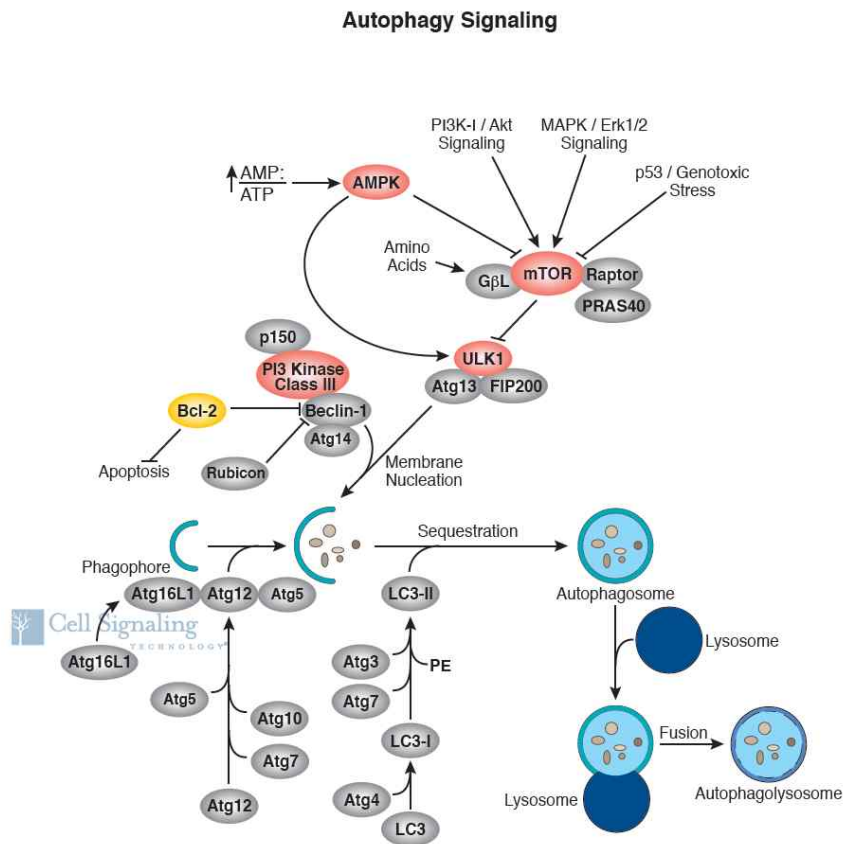 Autophagy Signaling
PI3K-I / Akt
Signaling
MAPK / Erk1/2
Signaling
p53 / Genotoxic
Stress
AMP:
ATP
AMPK
Amino
Acids
GβL
mTOR
Raptor
PRAS40
p150
PI3 Kinase
Class III
ULK1
Atg13
FIP200
Bcl-2
Beclin-1
Atg14
Apoptosis
Rubicon
Membrane
Nucleation
Phagophore
Sequestration
Atg16L1
Atg12
Atg5
LC3-II
Autophagosome
Cell Signaling
TECHNOLOGY®
Atg16L1
Atg3
PE
Lysosome
Atg5
Atg7
Atg10
LC3-I
Fusion
Atg7
Atg12
Atg4
LC3
Lysosome
Autophagolysosome